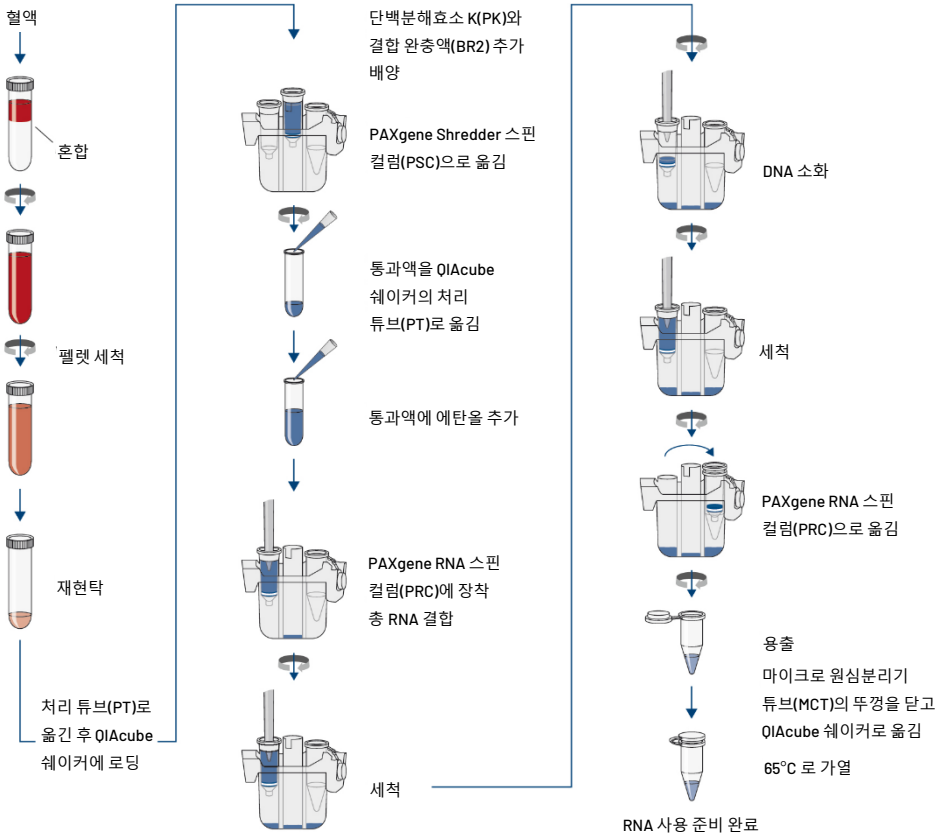 혈액
혼합
펠렛 세척
재현탁
처리 튜브(PT)로
옮긴 후 QIAcube
쉐이커에 로딩
단백분해효소 K(PK)와
결합 완충액(BR2) 추가
배양
PAXgene Shredder 스핀
컬럼(PSC)으로 옮김
통과액을 QIAcube
쉐이커의 처리
튜브(PT)로 옮김
통과액에 에탄올 추가
PAXgene RNA 스핀
컬럼(PRC)에 장착
총 RNA 결합
세척
DNA 소화
세척
PAXgene RNA 스핀
컬럼(PRC)으로 옮김
용출
마이크로 원심분리기
튜브(MCT)의 뚜껑을 닫고
QIAcube 쉐이커로 옮김
65°C 로 가열
RNA 사용 준비 완료